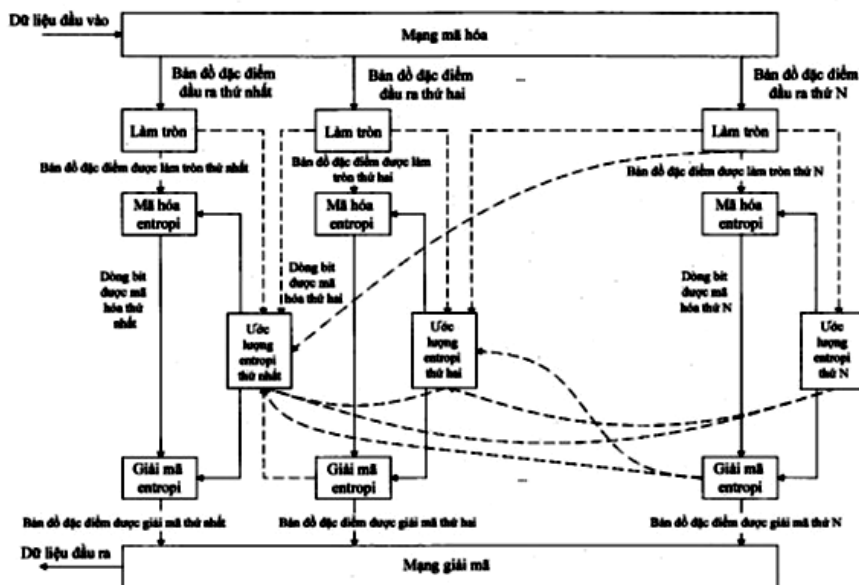 Dữ liệu đầu vào
Mạng mã hóa
Bản đồ đặc điểm
đầu ra thứ nhất
Bản đồ đặc điểm
đầu ra thứ hai
...
Bản đồ đặc điểm
đầu ra thứ N
Làm tròn
Làm tròn
Làm tròn
Bản đồ đặc điểm được làm tròn thứ nhất
Bản đồ đặc điểm được làm
tròn thứ hai
Bản đồ đặc điểm được làm tròn thứ N
Mã hóa
entropi
Mã hóa
entropi
Mã hóa
entropi
Dòng bit
được mã
hóa thứ
nhất
Dòng bit
được mã
hóa thứ hai
Dòng bit
được mã
hóa thứ N
Ước
lượng
entropi
thứ nhất
Ước
lượng
entropi
thứ hai
Ước
lượng
entropi
thứ N
Giải mã
entropi
Giải mã
entropi
...
Giải mã
entropi
Bản đồ đặc điểm được giải mã thứ nhất
Bản đồ đặc điểm được giải mã thứ hai
Bản đồ đặc điểm được giải mã thứ N
Dữ liệu đầu ra
Mạng giải mã